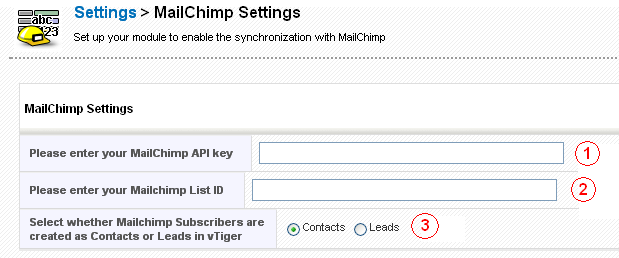 Settings > MailChimp Settings
Set up your module to enable the synchronization with MailChimp
MailChimp Settings
Please enter your MailChimp API key 1
Please enter your Mailchimp List ID 2
Select whether Mailchimp Subscribers are
created as Contacts or Leads in vTiger
Contacts Leads 3